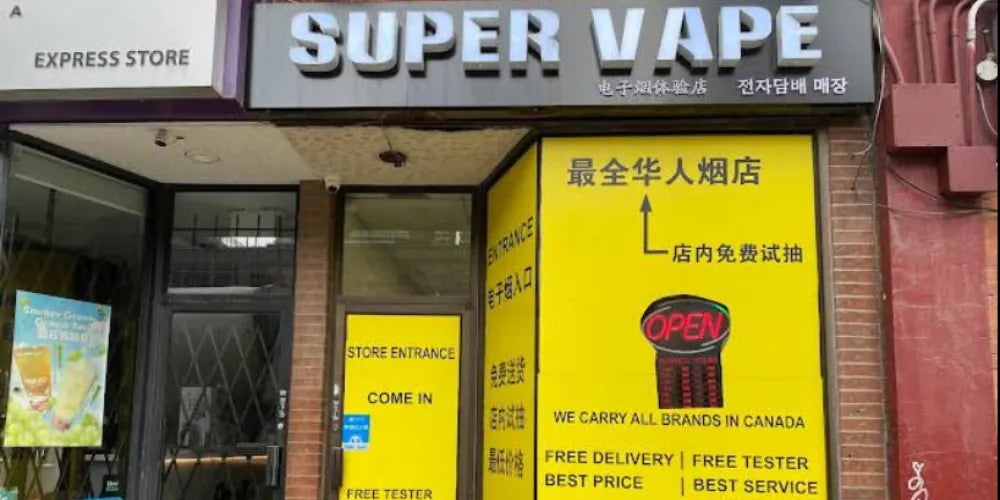 A
EXPRESS STORE
SUPER VAPE
电子烟体验店 전자담배 매장
最全华人烟店
店内免费试抽
ENTRANCE
电子烟入口
免费送货
店内试抽
最低价格
OPEN
STORE ENTRANCE
COME IN
FREE TESTER
WE CARRY ALL BRANDS IN CANADA
FREE DELIVERY | FREE TESTER
BEST PRICE | BEST SERVICE